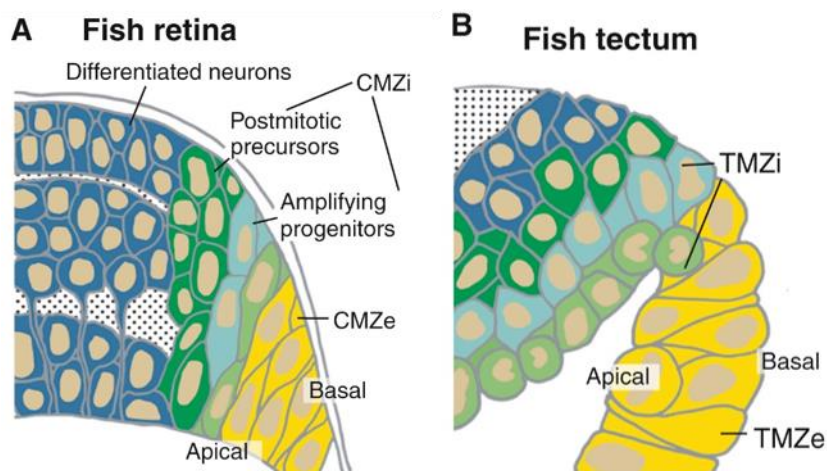 A
Fish retina
Differentiated neurons
CMZi
Postmitotic
precursors
Amplifying
progenitors
CMZe
Basal
Apical
B
Fish tectum
TMZi
Apical
Basal
TMZe